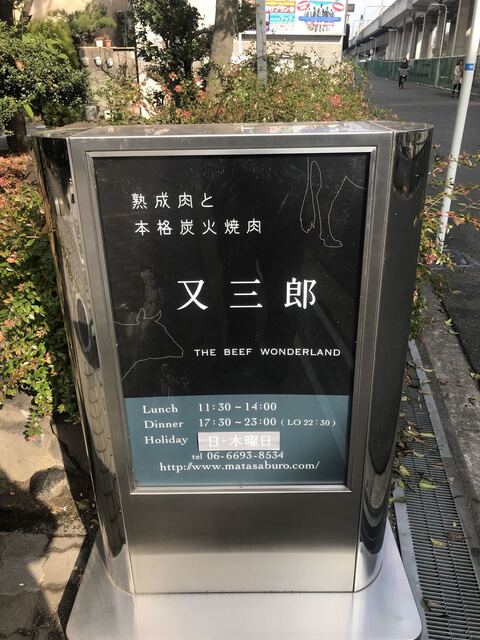 熟成肉と
本格炭火焼肉
又三郎
THE BEEF WONDERLAND
Lunch 11:30~14:00
Dinner 17:30~23:00 (LO 22:30)
Holiday 日・木曜日
tel 06-6693-8534
http://www.matasaburo.com/